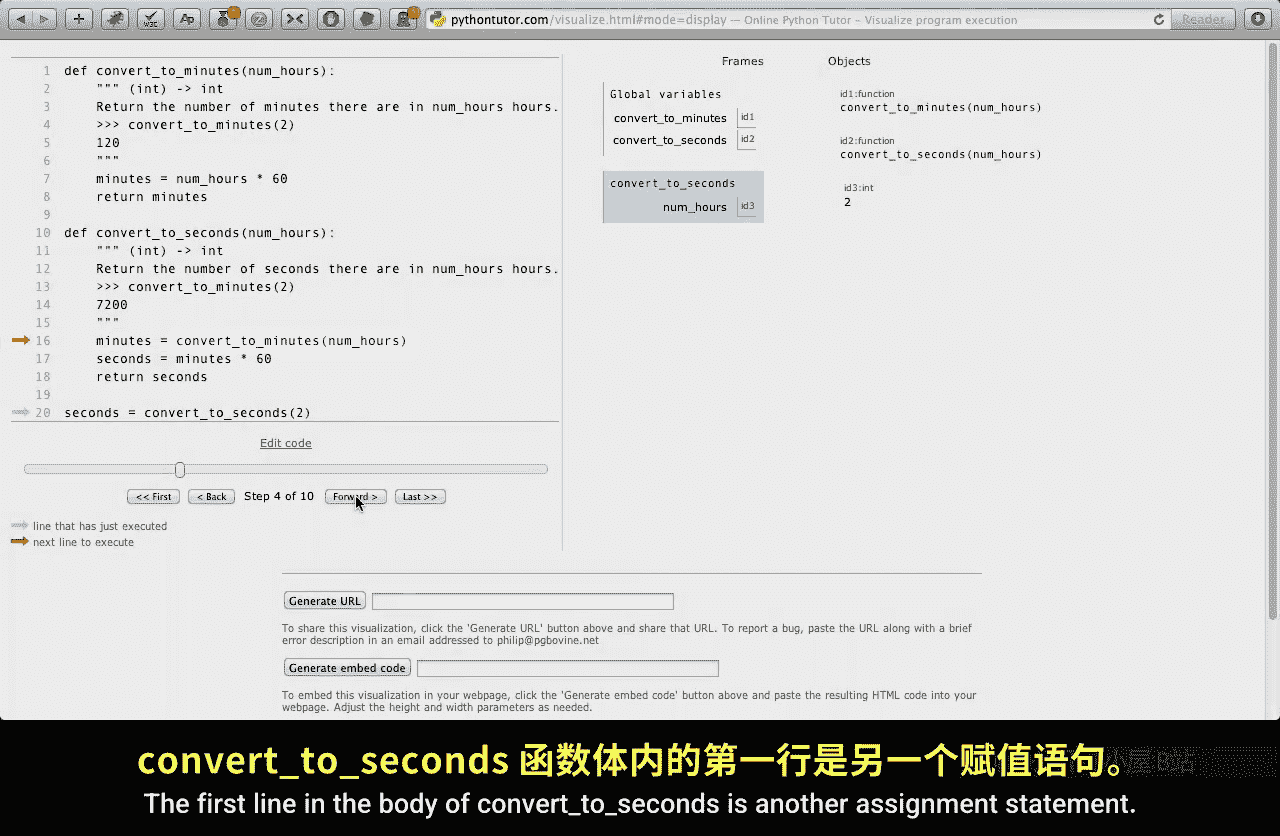 pythontutor.com/visualize.html#mode=display — Online Python Tutor – Visualize program execution
Reader
Frames
Objects
1 def convert_to_minutes(num_hours):
2 """ (int) -> int
3 Return the number of minutes there are in num_hours hours.
4 >>> convert_to_minutes(2)
5 120
6 """
7 minutes = num_hours * 60
8 return minutes
9
10 def convert_to_seconds(num_hours):
11 """ (int) -> int
12 Return the number of seconds there are in num_hours hours.
13 >>> convert_to_minutes(2)
14 7200
15 """
16 minutes = convert_to_minutes(num_hours)
17 seconds = minutes * 60
18 return seconds
19
20 seconds = convert_to_seconds(2)
Global variables
convert_to_minutes id1
convert_to_seconds id2
convert_to_seconds
num_hours id3
id1:function
convert_to_minutes(num_hours)
id2:function
convert_to_seconds(num_hours)
id3:int
2
Edit code
<< First
< Back
Step 4 of 10
Forward >
Last >>
line that has just executed
next line to execute
Generate URL
To share this visualization, click the 'Generate URL' button above and share that URL. To report a bug, paste the URL along with a brief
error description in an email addressed to philip@pgbovine.net
Generate embed code
To embed this visualization in your webpage, click the 'Generate embed code' button above and paste the resulting HTML code into your
webpage. Adjust the height and width parameters as needed.
convert_to_seconds 函数体内的第一行是另一个赋值语句。
The first line in the body of convert_to_seconds is another assignment statement.